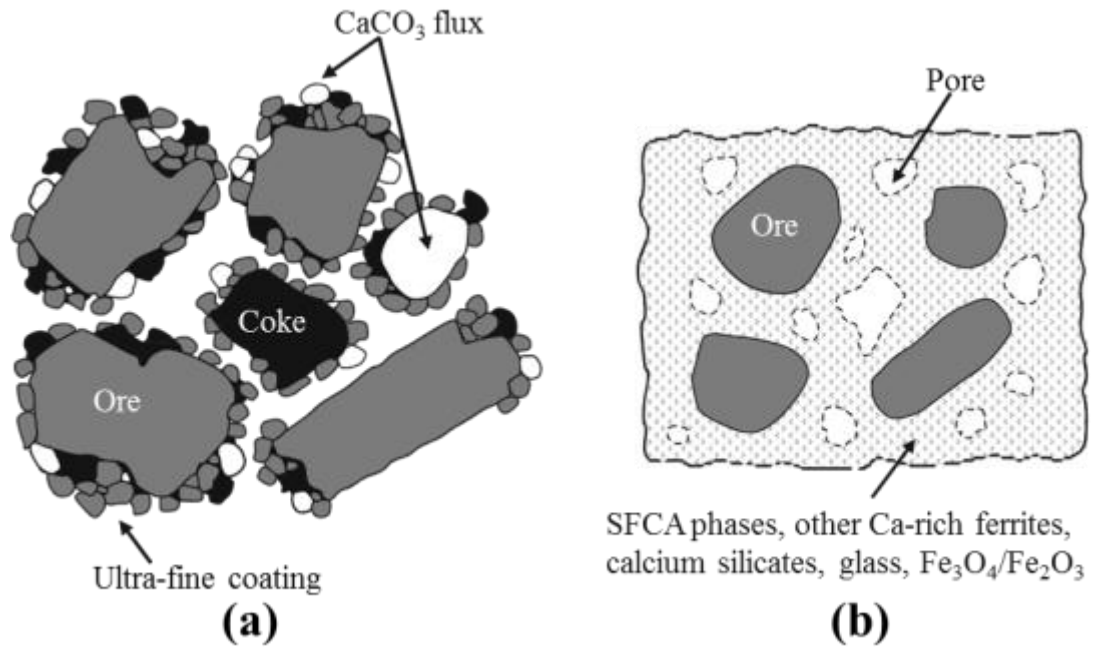 CaCO₃ flux
Coke
Ore
Ultra-fine coating
(a)
Pore
Ore
SFCA phases, other Ca-rich ferrites,
calcium silicates, glass, Fe₃O₄/Fe₂O₃
(b)